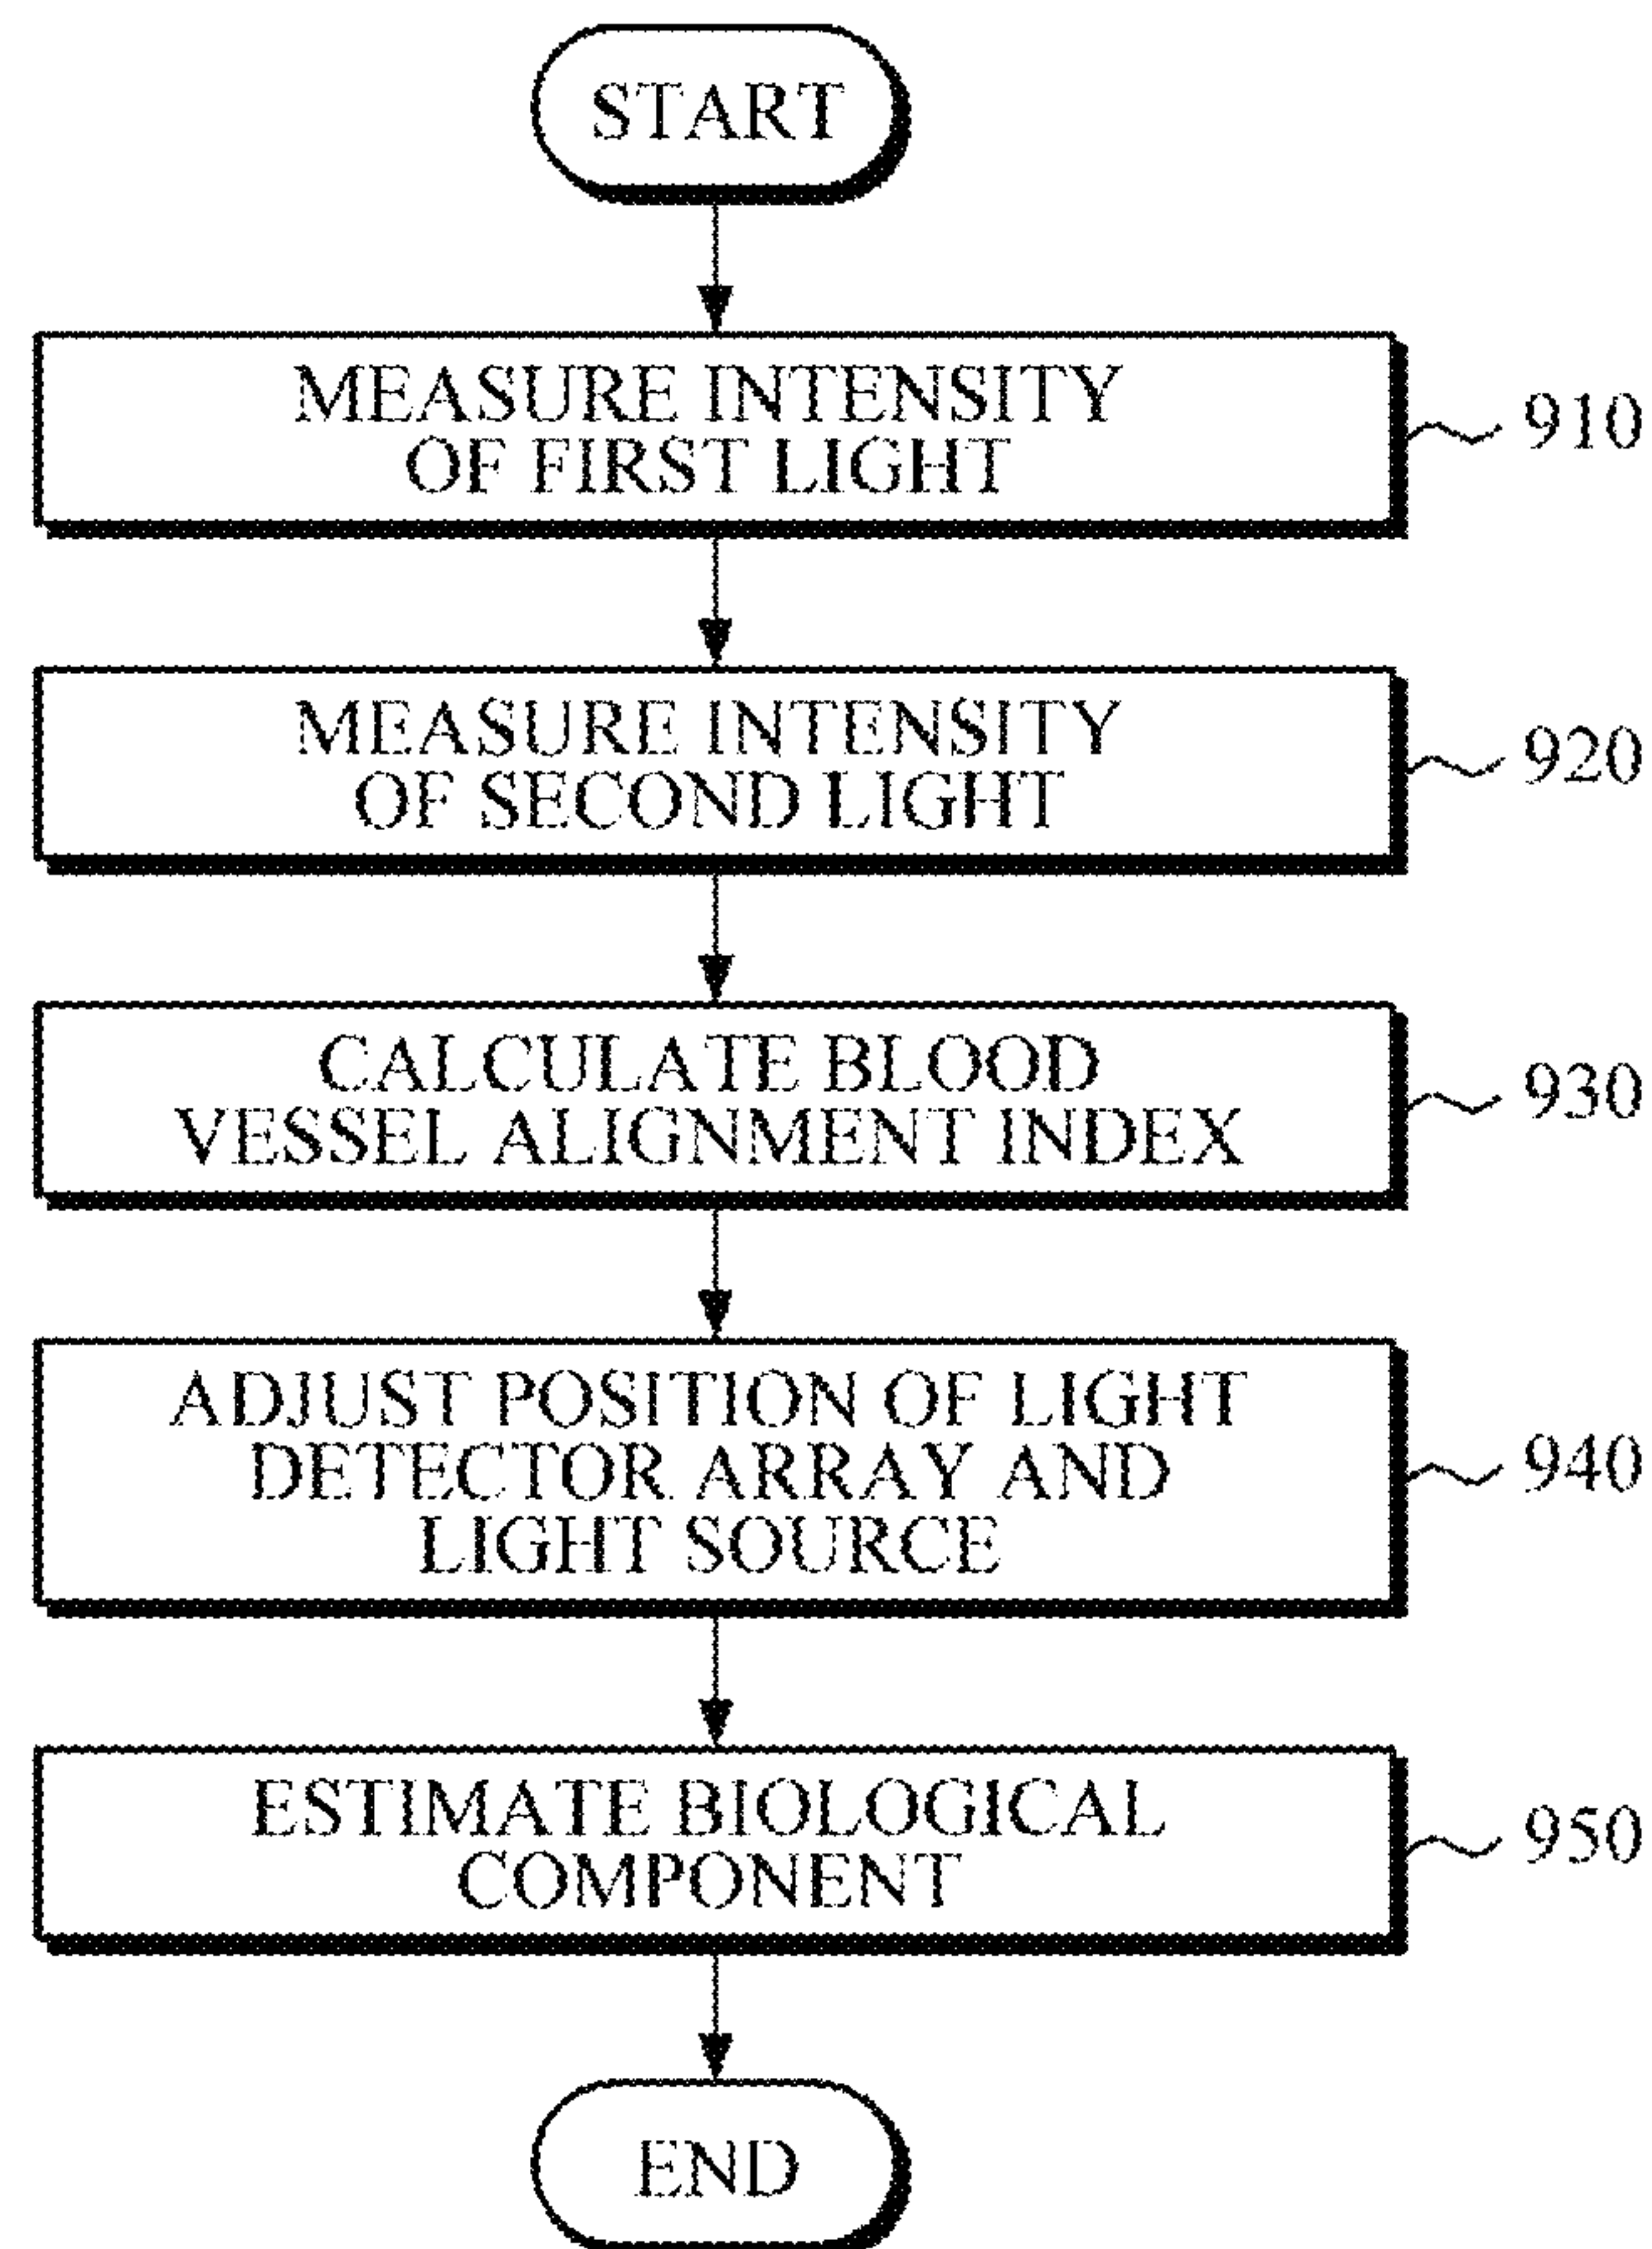 START
MEASURE INTENSITY
OF FIRST LIGHT
910
MEASURE INTENSITY
OF SECOND LIGHT
920
CALCULATE BLOOD
VESSEL ALIGNMENT INDEX
930
ADJUST POSITION OF LIGHT
DETECTOR ARRAY AND
LIGHT SOURCE
940
ESTIMATE BIOLOGICAL
COMPONENT
950
END